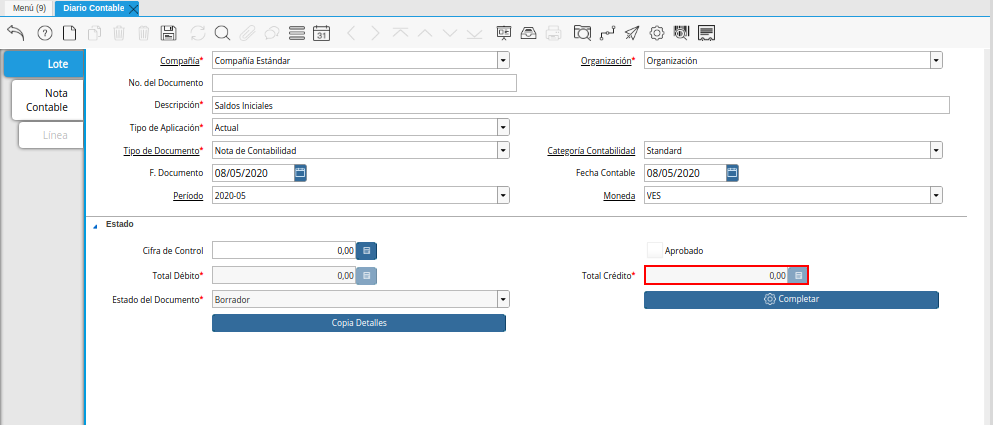 Menú (9) Diario Contable
31
Lote
Nota Contable
Línea
Compañía* Compañía Estándar Organización* Organización
No. del Documento
Descripción* Saldos Iniciales
Tipo de Aplicación* Actual
Tipo de Documento* Nota de Contabilidad Categoría Contabilidad Standard
F. Documento 08/05/2020 Fecha Contable 08/05/2020
Período 2020-05 Moneda VES
Estado
Cifra de Control 0,00 Aprobado
Total Débito* 0,00 Total Crédito* 0,00
Estado del Documento* Borrador Completar
Copia Detalles